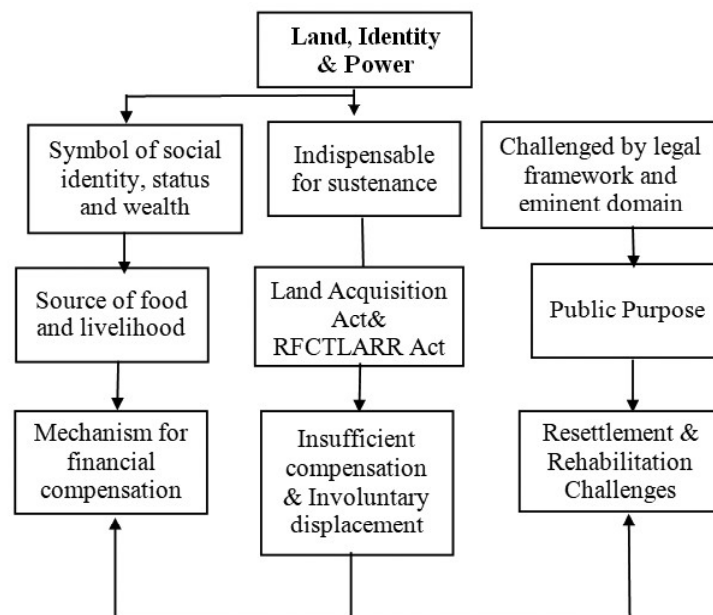 Land, Identity
& Power
Symbol of social
identity, status
and wealth
Indispensable
for sustenance
Challenged by legal
framework and
eminent domain
Source of food
and livelihood
Land Acquisition
Act&
RFCTLARR Act
Public Purpose
Mechanism for
financial
compensation
Insufficient
compensation
& Involuntary
displacement
Resettlement &
Rehabilitation
Challenges